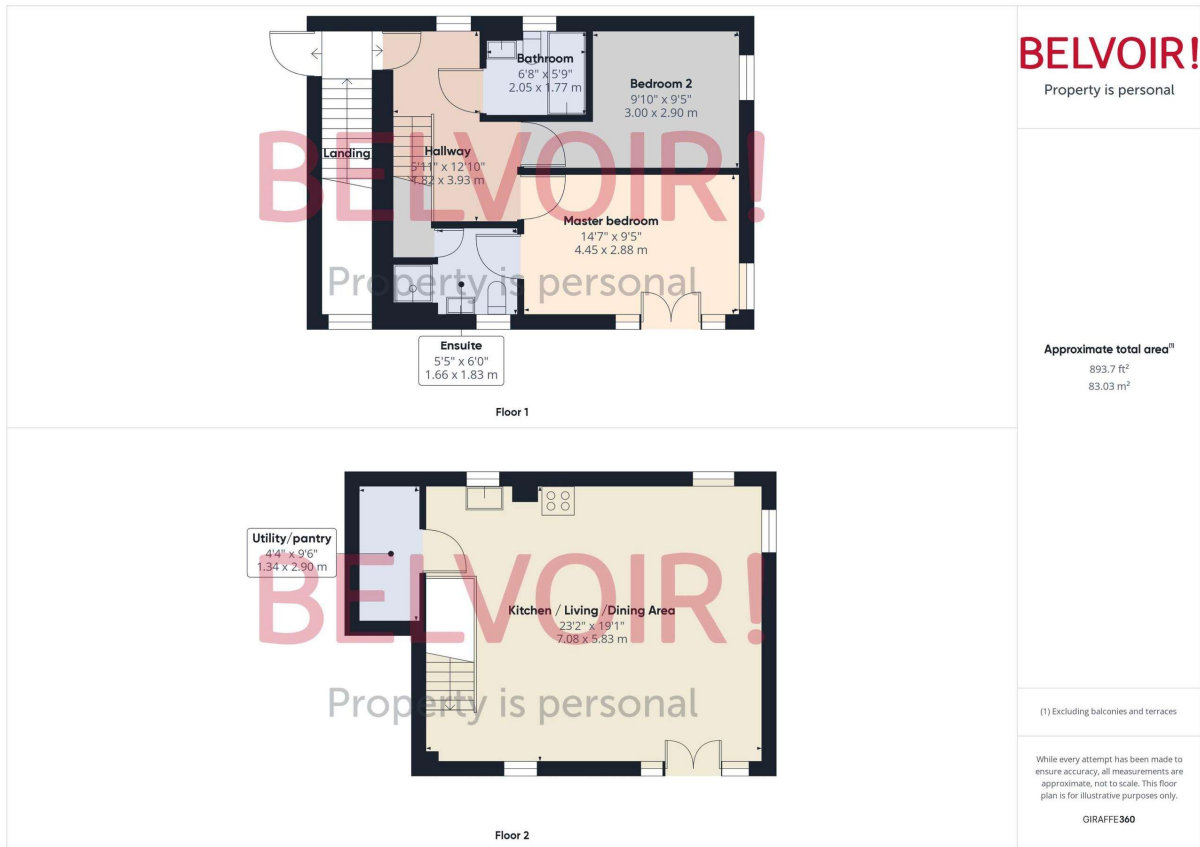 Bathroom
6'8" x 5'9"
2.05 x 1.77 m
Bedroom 2
9'10" x 9'5"
3.00 x 2.90 m
Landing
Hallway
5'11" x 12'10"
1.82 x 3.93 m
BELVOIR!
Property is personal
Master bedroom
14'7" x 9'5"
4.45 x 2.88 m
Ensuite
5'5" x 6'0"
1.66 x 1.83 m
Floor 1
Utility/pantry
4'4" x 9'6"
1.34 x 2.90 m
BELVOIR!
Property is personal
Kitchen / Living /Dining Area
23'2" x 19'1"
7.08 x 5.83 m
Floor 2
BELVOIR!
Property is personal
Approximate total area(1)
893.7 ft²
83.03 m²
(1) Excluding balconies and terraces
While every attempt has been made to
ensure accuracy, all measurements are
approximate, not to scale. This floor
plan is for illustrative purposes only.
GIRAFFE360